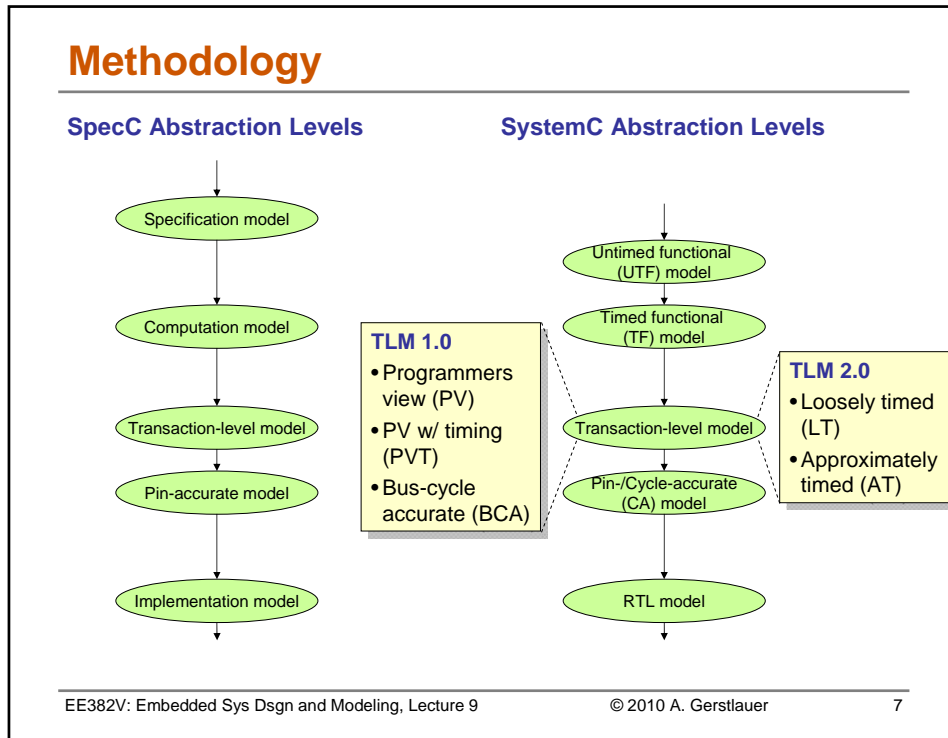 Methodology
SpecC Abstraction Levels
Specification model
Computation model
Transaction-level model
Pin-accurate model
Implementation model
SystemC Abstraction Levels
Untimed functional
(UTF) model
Timed functional
(TF) model
Transaction-level model
Pin-/Cycle-accurate
(CA) model
RTL model
TLM 1.0
•Programmers
view (PV)
•PV w/ timing
(PVT)
•Bus-cycle
accurate (BCA)
TLM 2.0
•Loosely timed
(LT)
•Approximately
timed (AT)
EE382V: Embedded Sys Dsgn and Modeling, Lecture 9
© 2010 A. Gerstlauer
7